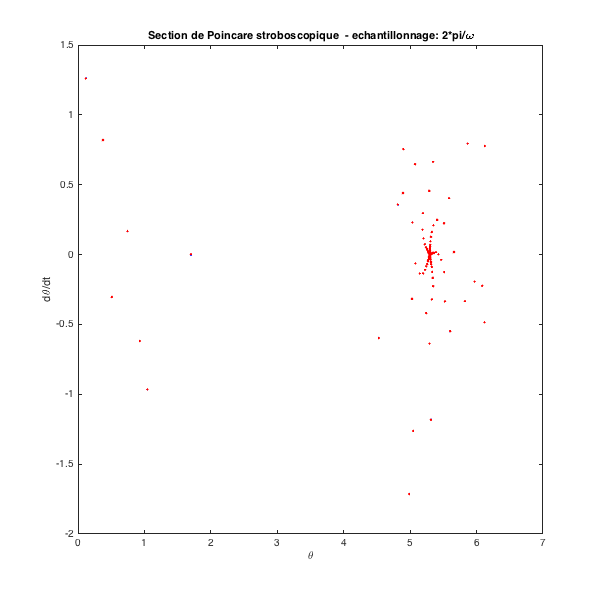 Section de Poincare stroboscopique - echantillonnage: 2*pi/ω
1.5
1
0.5
0
-0.5
-1
-1.5
-2
dθ/dt
0 1 2 3 4 5 6 7
θ